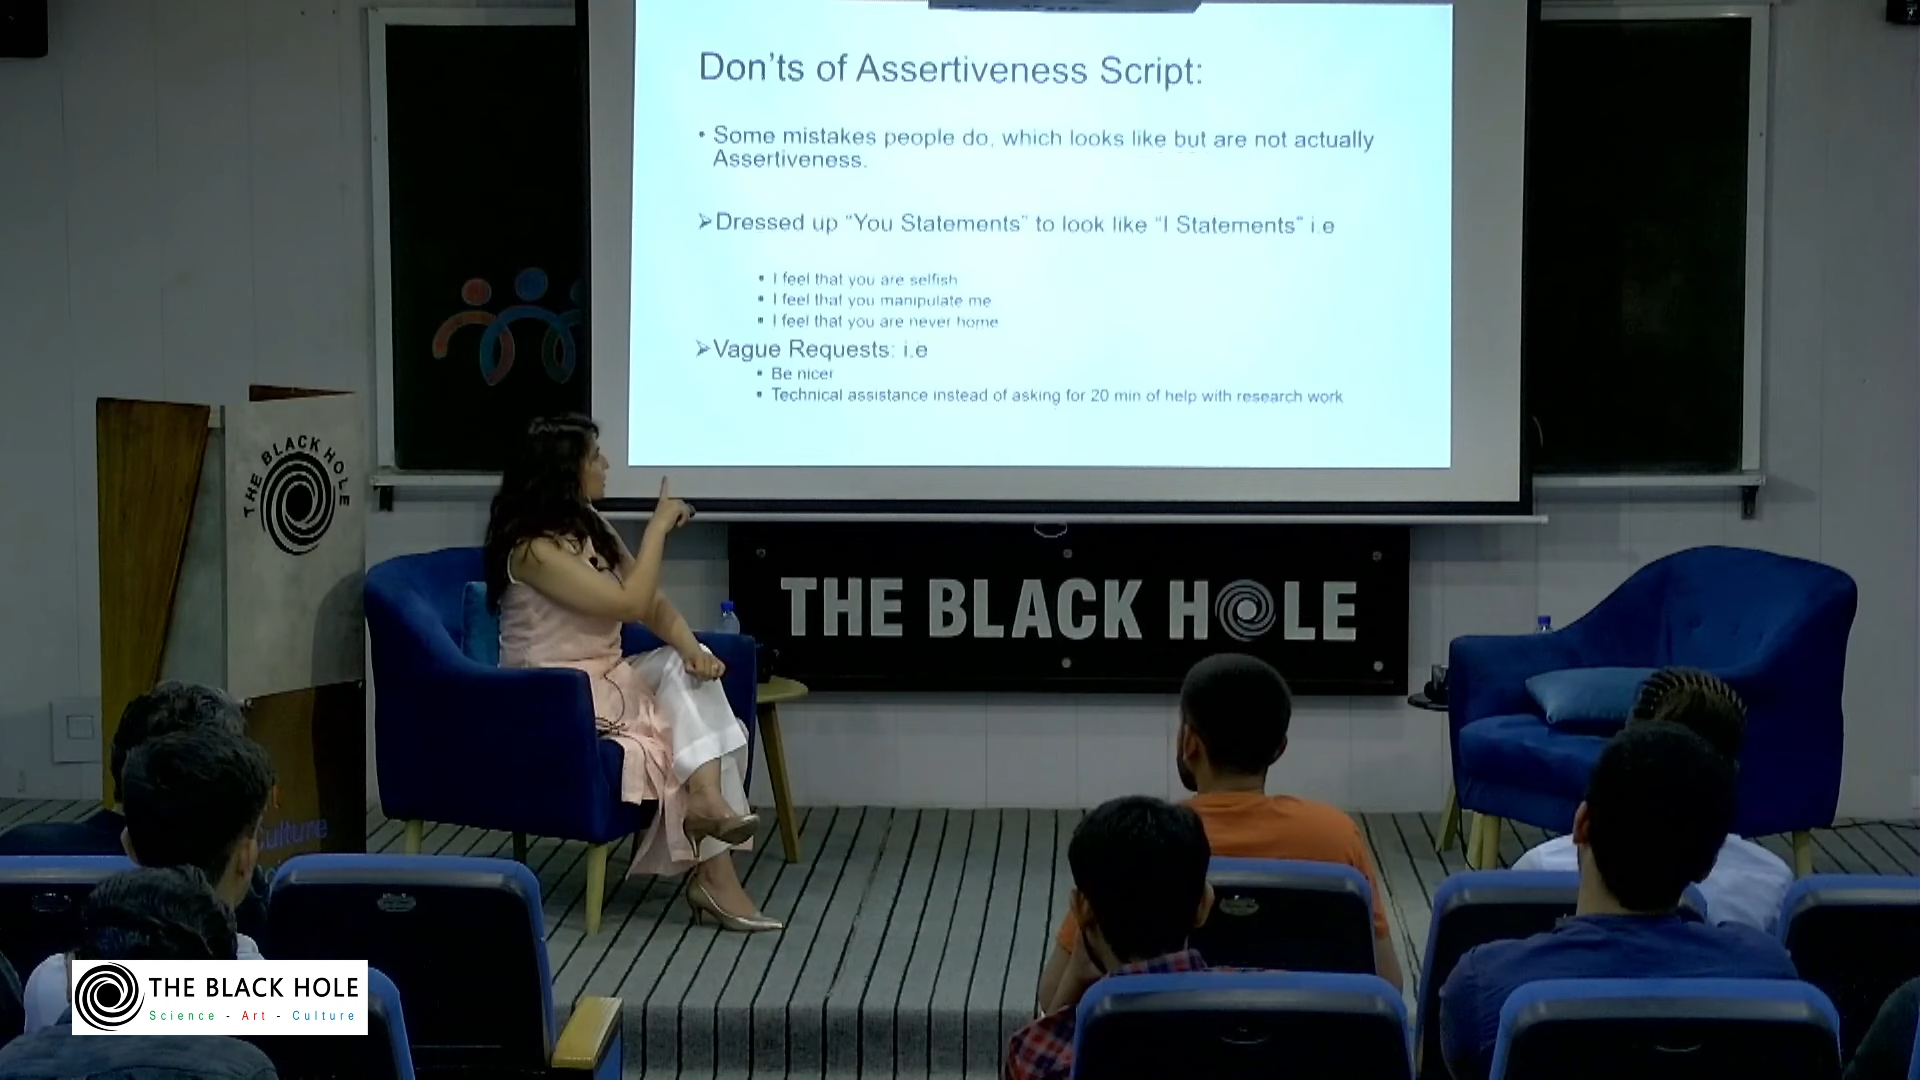 Don'ts of Assertiveness Script:
• Some mistakes people do, which looks like but are not actually
Assertiveness.
➢Dressed up "You Statements" to look like "I Statements" i.e
▪ I feel that you are selfish
▪ I feel that you manipulate me
▪ I feel that you are never home
➢Vague Requests: i.e
▪ Be nicer
▪ Technical assistance instead of asking for 20 min of help with research work
THE BLACK HOLE
THE BLACK HOLE
Culture
THE BLACK HOLE
Science - Art - Culture